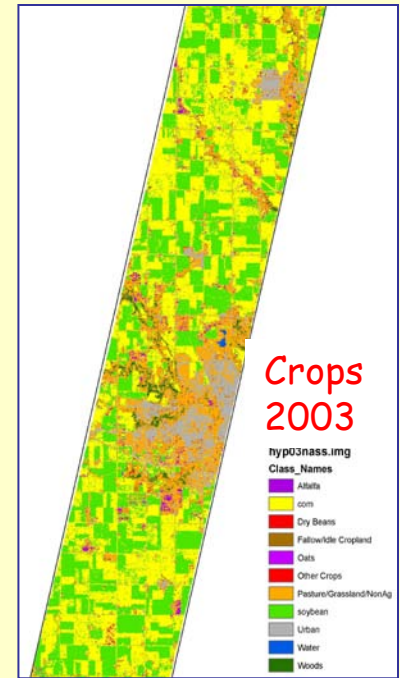 Crops
2003
hyp03nass.img
Class_Names
Alfalfa
corn
Dry Beans
Fallow/Idle Cropland
Oats
Other Crops
Pasture/Grassland/NonAg
soybean
Urban
Water
Woods